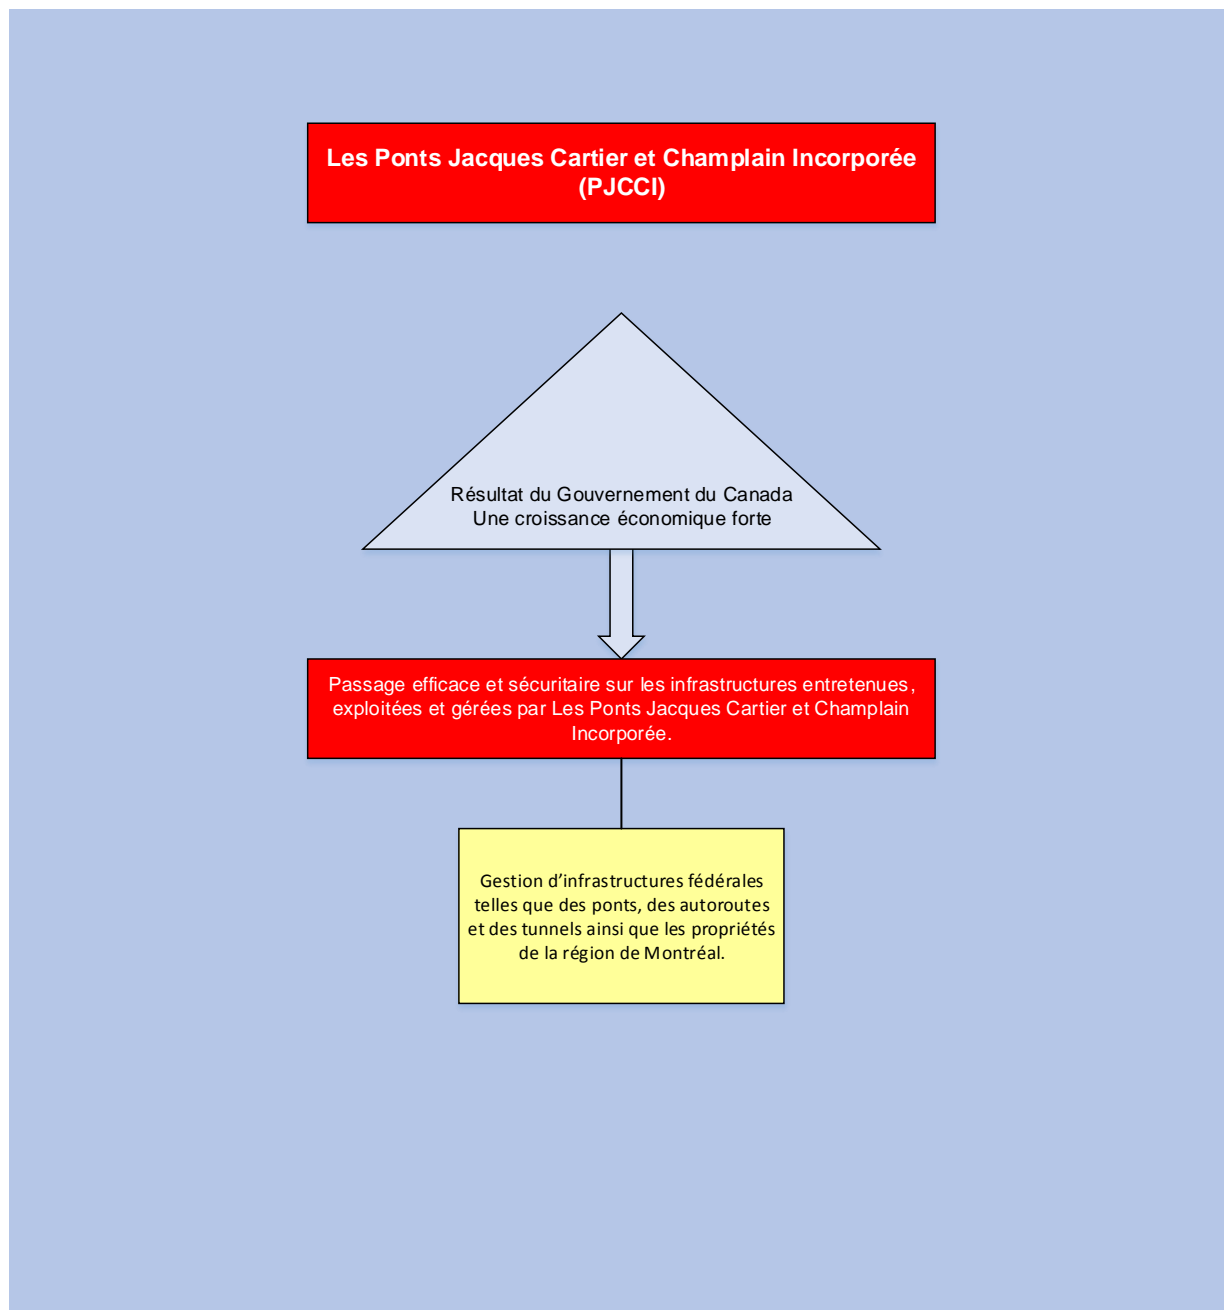 Les Ponts Jacques Cartier et Champlain Incorporée
(PJCCI)
Résultat du Gouvernement du Canada
Une croissance économique forte
Passage efficace et sécuritaire sur les infrastructures entretenues,
exploitées et gérées par Les Ponts Jacques Cartier et Champlain
Incorporée.
Gestion d’infrastructures fédérales
telles que des ponts, des autoroutes
et des tunnels ainsi que les propriétés
de la région de Montréal.